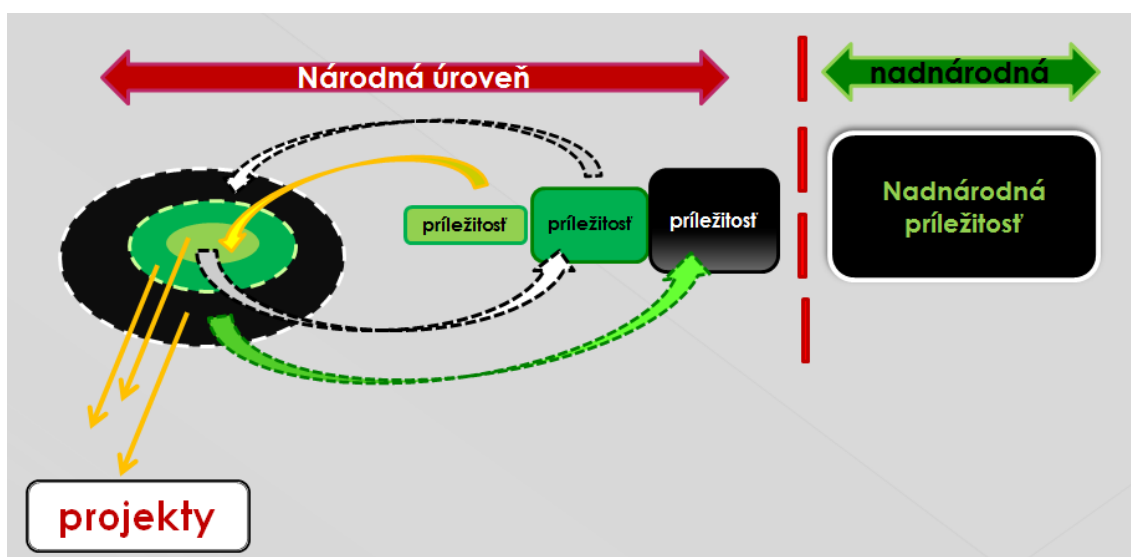 Národná úroveň
nadnárodná
príležitosť
príležitosť
príležitosť
Nadnárodná
príležitosť
projekty